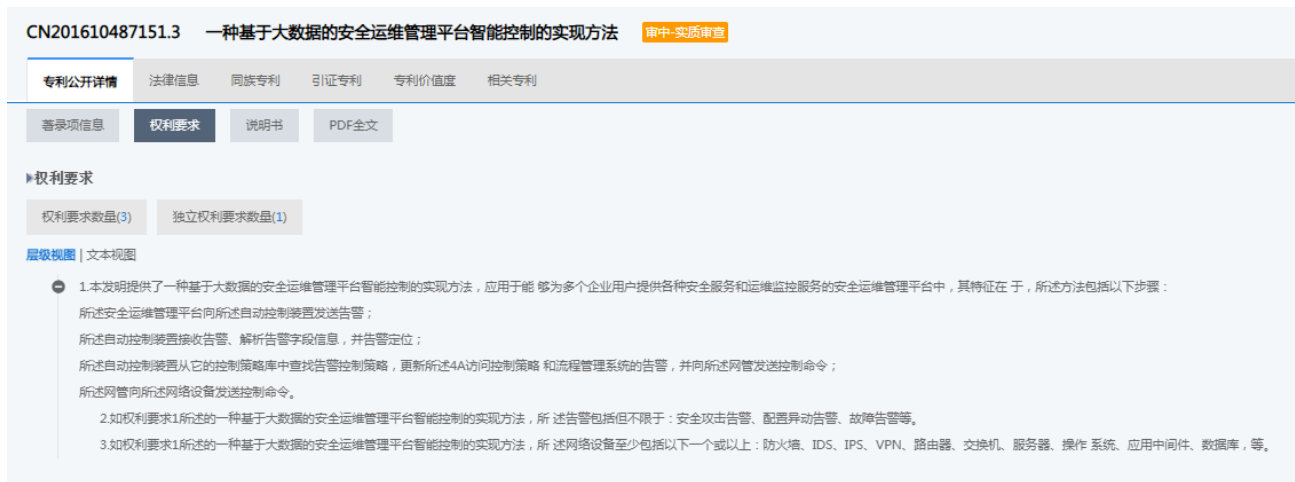 CN201610487151.3 一种基于大数据的安全运维管理平台智能控制的实现方法 审中-实质审查
专利公开详情 法律信息 同族专利 引证专利 专利价值度 相关专利
著录项信息 权利要求 说明书 PDF全文
权利要求
权利要求数量(3) 独立权利要求数量(1)
层级视图 | 文本视图
1.本发明提供了一种基于大数据的安全运维管理平台智能控制的实现方法，应用于能 够为多个企业用户提供各种安全服务和运维监控服务的安全运维管理平台中，其特征在 于，所述方法包括以下步骤：
所述安全运维管理平台向所述自动控制装置发送告警；
所述自动控制装置接收告警、解析告警字段信息，并告警定位；
所述自动控制装置从它的控制策略库中查找告警控制策略，更新所述4A访问控制策略 和流程管理系统的告警，并向所述网管发送控制命令；
所述网管向所述网络设备发送控制命令。
2.如权利要求1所述的一种基于大数据的安全运维管理平台智能控制的实现方法，所 述告警包括但不限于：安全攻击告警、配置异动告警、故障告警等。
3.如权利要求1所述的一种基于大数据的安全运维管理平台智能控制的实现方法，所 述网络设备至少包括以下一个或以上：防火墙、IDS、IPS、VPN、路由器、交换机、服务器、操作 系统、应用中间件、数据库，等。